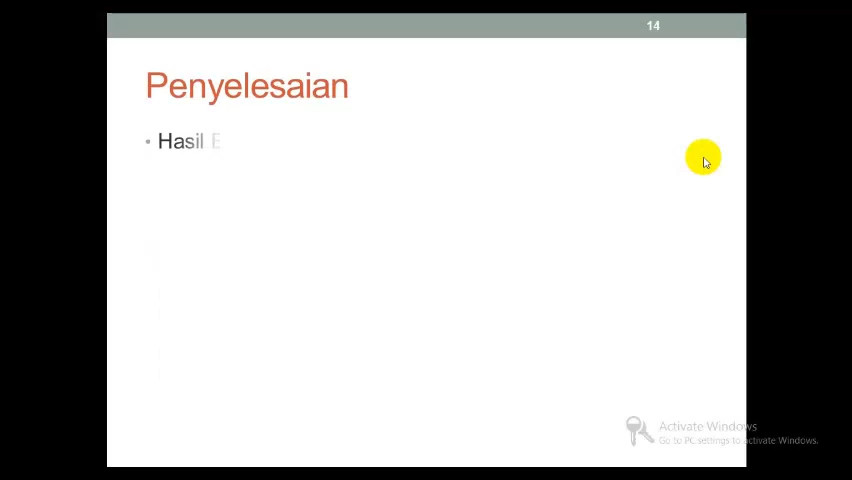 14
Penyelesaian
• Hasil E
Activate Windows
Go to PC settings to activate Windows.